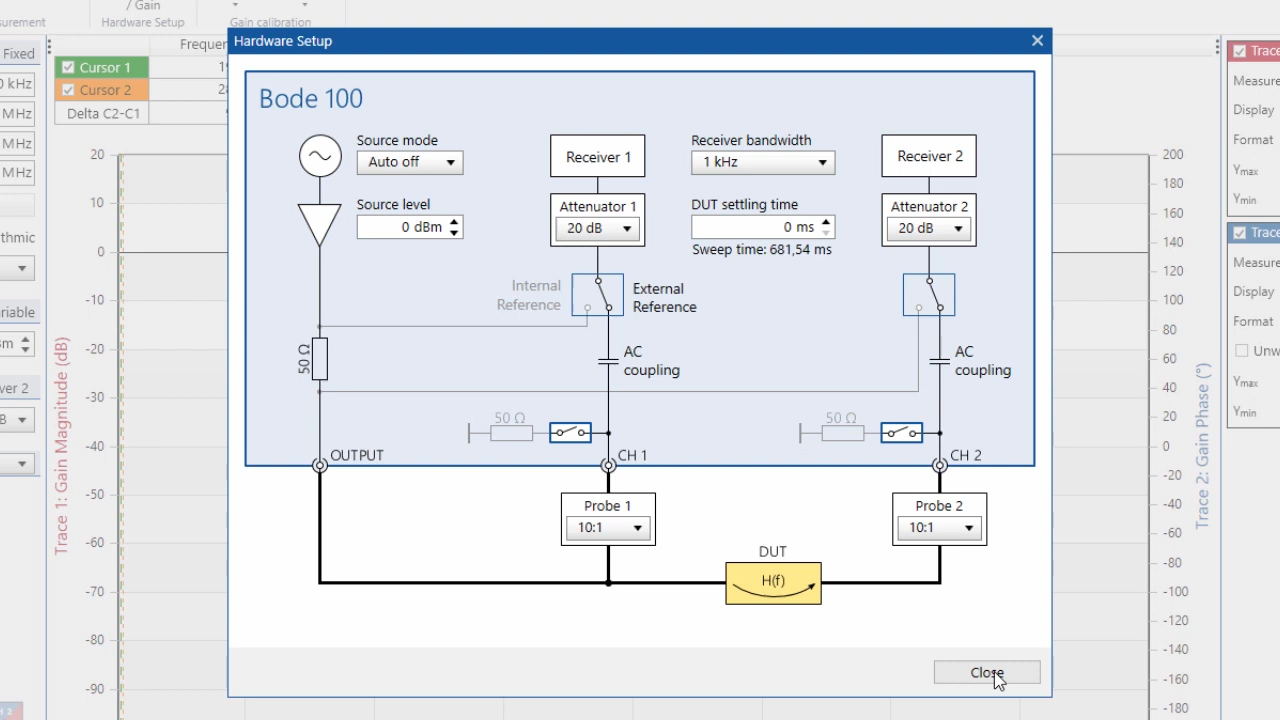 / Gain
urement
Hardware Setup
Gain calibration
Hardware Setup
Fixed
Frequen
Trace
Cursor 1
Cursor 2
Delta C2-C1
kHz
MHz
MHz
MHz
Bode 100
Source mode
Auto off
Source level
0 dBm
Receiver 1
Attenuator 1
20 dB
Receiver bandwidth
1 kHz
DUT settling time
0 ms
Sweep time: 681,54 ms
Receiver 2
Attenuator 2
20 dB
Internal
Reference
External
Reference
AC
coupling
AC
coupling
50 Ω
50 Ω
50 Ω
OUTPUT
CH 1
CH 2
Probe 1
10:1
Probe 2
10:1
DUT
H(f)
Close
thmic
riable
m
ver 2
B
Trace 1: Gain Magnitude (dB)
20
10
0
-10
-20
-30
-40
-50
-60
-70
-80
-90
200
180
160
140
120
100
80
60
40
20
0
-20
-40
-60
-80
-100
-120
-140
-160
-180
Trace 2: Gain Phase (°)
Measure
Display
Format
Ymax
Ymin
Trace
Measure
Display
Format
Unw
Ymax
Ymin